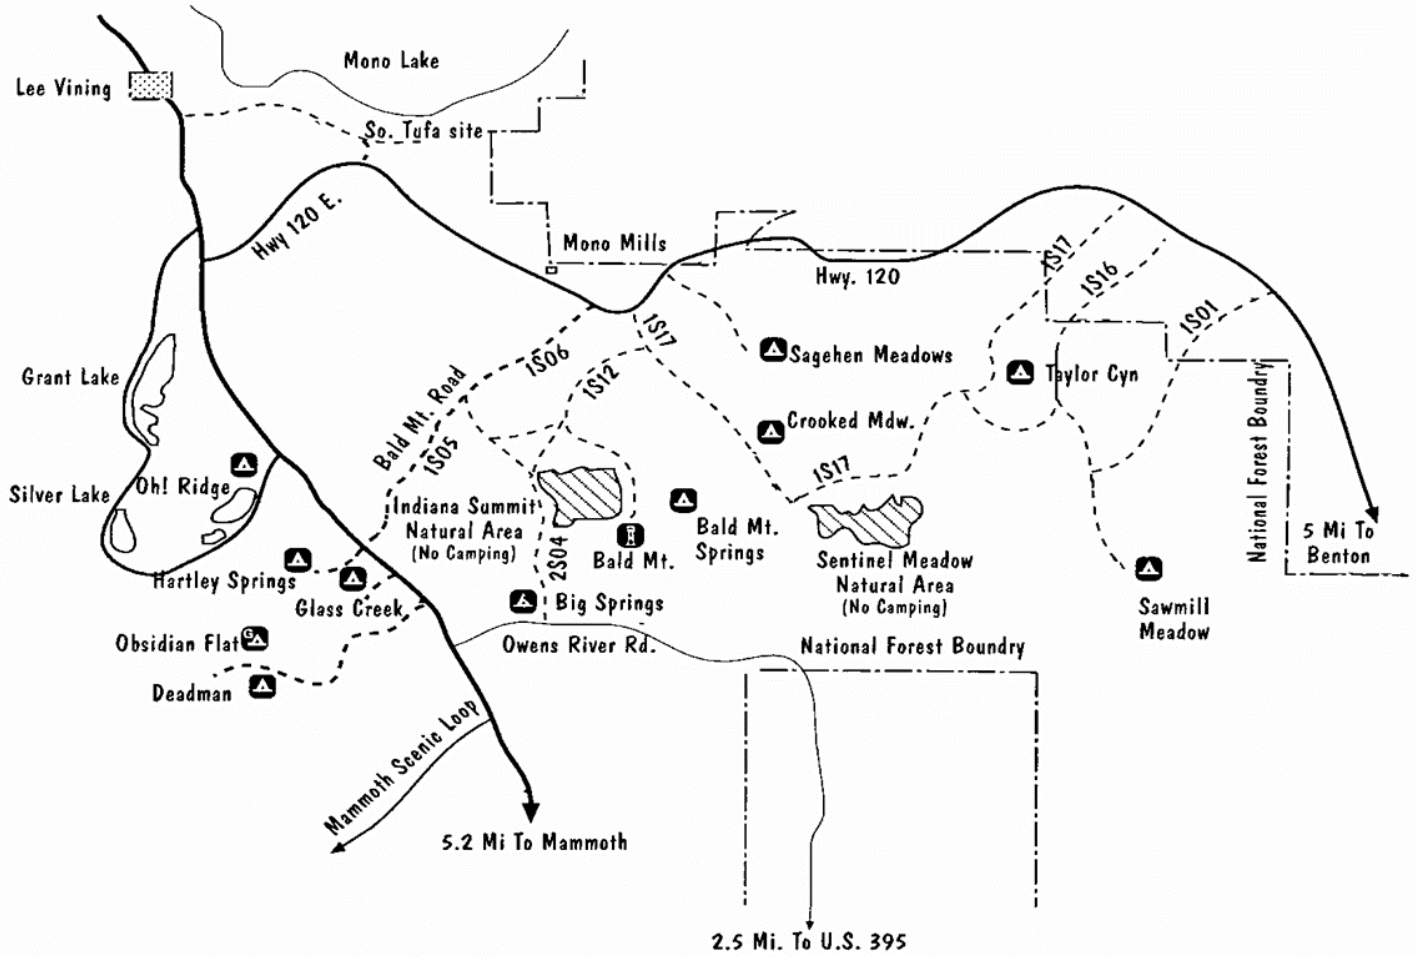 Mono Lake
Lee Vining
So. Tufa site
Hwy 120 E.
Mono Mills
Hwy. 120
1S17
1S16
1S01
1S17
1S06
1S12
Sagehen Meadows
Grant Lake
Taylor Cyn
Bald Mt. Road
1S05
Crooked Mdw.
National Forest Boundry
1S17
Oh! Ridge
Silver Lake
Indiana Summit
Natural Area
(No Camping)
Bald Mt.
Springs
5 Mi To
Benton
2S04
Bald Mt.
Sentinel Meadow
Natural Area
(No Camping)
Hartley Springs
Glass Creek
Big Springs
Sawmill
Meadow
Obsidian Flat
G
Owens River Rd.
National Forest Boundry
Deadman
Mammoth Scenic Loop
5.2 Mi To Mammoth
2.5 Mi. To U.S. 395